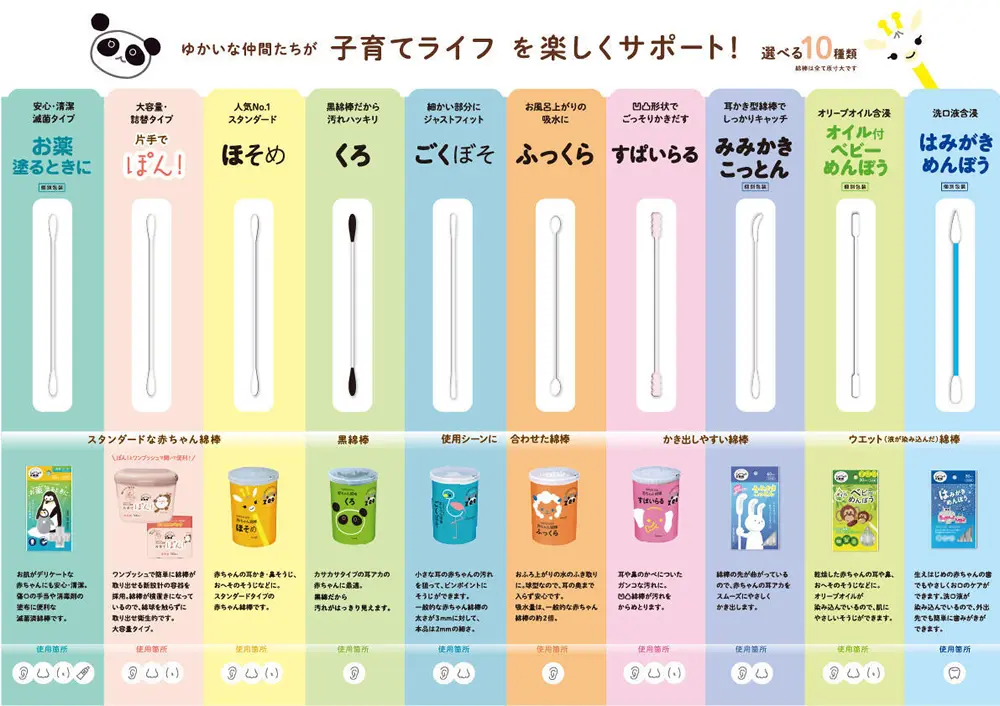 ゆかいな仲間たちが 子育てライフ を楽しくサポート! 選べる10種類
綿棒は全て原寸大です
安心・清潔
滅菌タイプ
お薬
塗るときに
個別包装
大容量・
詰替タイプ
片手で
ぽん!
人気No.1
スタンダード
ほそめ
黒綿棒だから
汚れハッキリ
くろ
細かい部分に
ジャストフィット
ごくぼそ
お風呂上がりの
吸水に
ふっくら
凹凸形状で
ごっそりかきだす
すぱいらる
耳かき型綿棒で
しっかりキャッチ
みみかき
こっとん
個別包装
オリーブオイル含浸
オイル付
ベビー
めんぼう
個別包装
洗口液含浸
はみがき
めんぼう
個別包装
スタンダードな赤ちゃん綿棒
黒綿棒
使用シーンに 合わせた綿棒
かき出しやすい綿棒
ウエット(液が染み込んだ)綿棒
ぽん!とワンプッシュで開いて便利!
ぽん!
ぽん!
ほそめ
くろ
ふっくら
すぱいらる
ベビー
めんぼう
はみがき
めんぼう
お肌がデリケートな
赤ちゃんにも安心・清潔。
傷口の手当や消毒剤の
塗布に便利な
滅菌済綿棒です。
ワンプッシュで簡単に綿棒が
取り出せる新設計の容器を
採用。綿棒が横置きになって
いるので、綿球を触らずに
取り出せ衛生的です。
大容量タイプ。
赤ちゃんの耳かき・鼻そうじ、
おへそのそうじなどに。
スタンダードタイプの
赤ちゃん綿棒です。
カサカサタイプの耳アカの
赤ちゃんに最適。
黒綿だから
汚れがはっきり見えます。
小さな耳の赤ちゃんの汚れ
を狙って、ピンポイントに
そうじができます。
一般的な赤ちゃん綿棒の
太さが3mmに対して、
本品は2mmの細さ。
おふろ上がりの水のふき取り
に。球型なので、耳の奥まで
入らず安心です。
吸水量は、一般的な赤ちゃん
綿棒の約2倍。
耳や鼻のかべについた
ガンコな汚れに。
凹凸綿棒が汚れを
からめとります。
綿棒の先が曲がっている
ので、赤ちゃんの耳アカを
スムーズにやさしく
かき出します。
乾燥した赤ちゃんの耳や鼻、
おへそのそうじなどに。
オリーブオイルが
染み込んでいるので、肌に
やさしいそうじができます。
生えはじめの赤ちゃんの歯
でもやさしくお口のケアが
できます。洗口液が
染み込んでいるので、外出
先でも簡単に歯みがきが
できます。
使用箇所
使用箇所
使用箇所
使用箇所
使用箇所
使用箇所
使用箇所
使用箇所
使用箇所
使用箇所